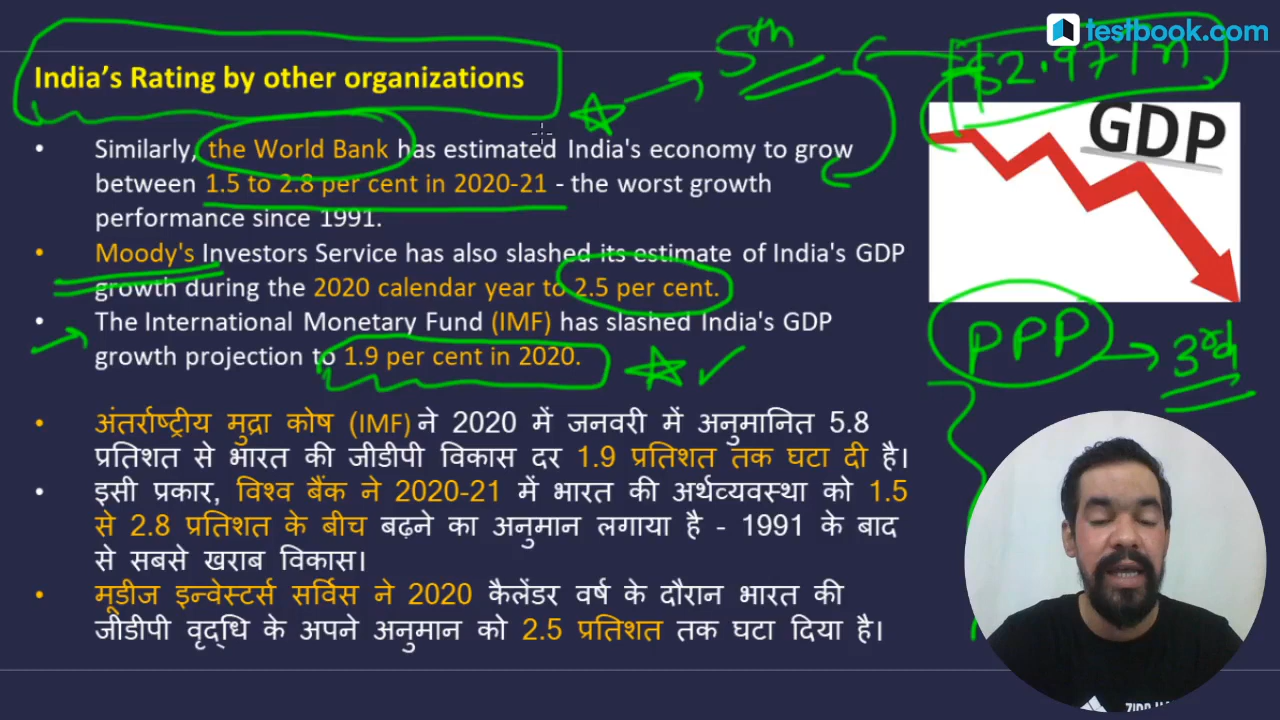 testbook.com
5th
$2.97 Tn
India's Rating by other organizations
GDP
• Similarly, the World Bank has estimated India's economy to grow
between 1.5 to 2.8 per cent in 2020-21 - the worst growth
performance since 1991.
• Moody's Investors Service has also slashed its estimate of India's GDP
growth during the 2020 calendar year to 2.5 per cent.
• The International Monetary Fund (IMF) has slashed India's GDP
growth projection to 1.9 per cent in 2020.
PPP
3rd
• अंतर्राष्ट्रीय मुद्रा कोष (IMF) ने 2020 में जनवरी में अनुमानित 5.8
प्रतिशत से भारत की जीडीपी विकास दर 1.9 प्रतिशत तक घटा दी है।
• इसी प्रकार, विश्व बैंक ने 2020-21 में भारत की अर्थव्यवस्था को 1.5
से 2.8 प्रतिशत के बीच बढ़ने का अनुमान लगाया है - 1991 के बाद
से सबसे खराब विकास।
• मूडीज इन्वेस्टर्स सर्विस ने 2020 कैलेंडर वर्ष के दौरान भारत की
जीडीपी वृद्धि के अपने अनुमान को 2.5 प्रतिशत तक घटा दिया है।